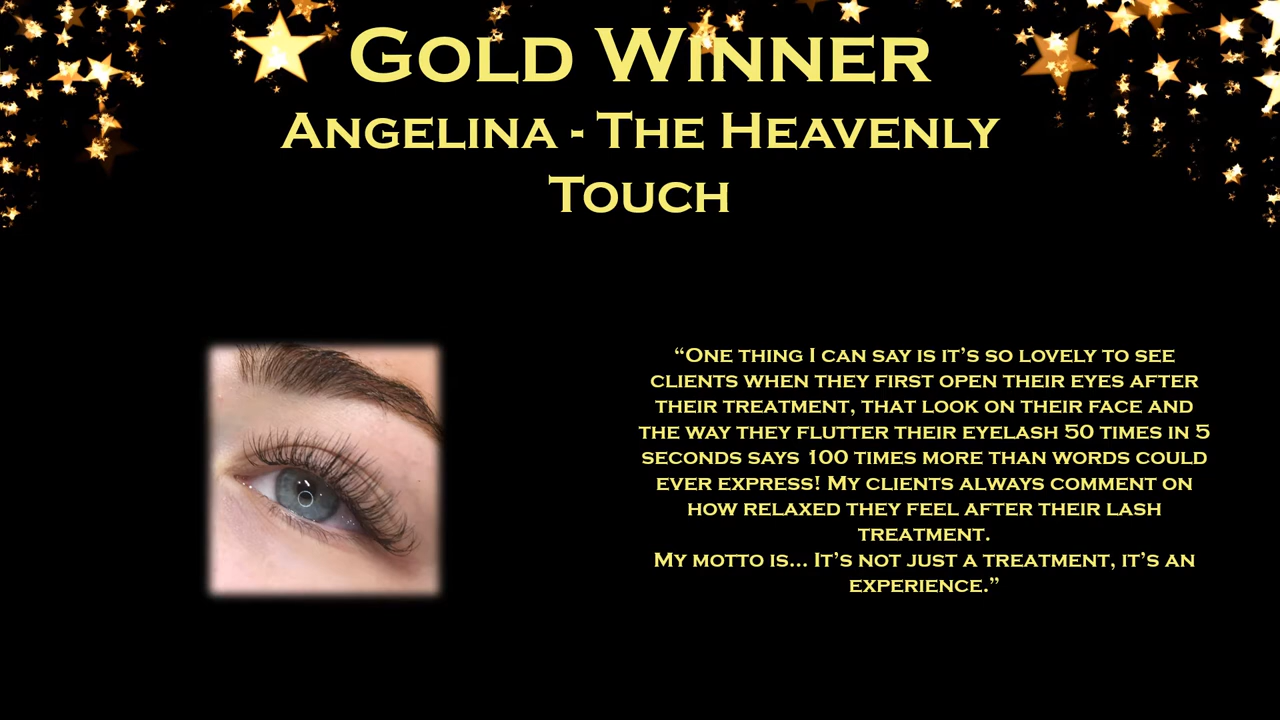 Gold Winner
Angelina - The Heavenly
Touch
“One thing I can say is it’s so lovely to see
clients when they first open their eyes after
their treatment, that look on their face and
the way they flutter their eyelash 50 times in 5
seconds says 100 times more than words could
ever express! My clients always comment on
how relaxed they feel after their lash
treatment.
My motto is... It’s not just a treatment, it’s an
experience.”